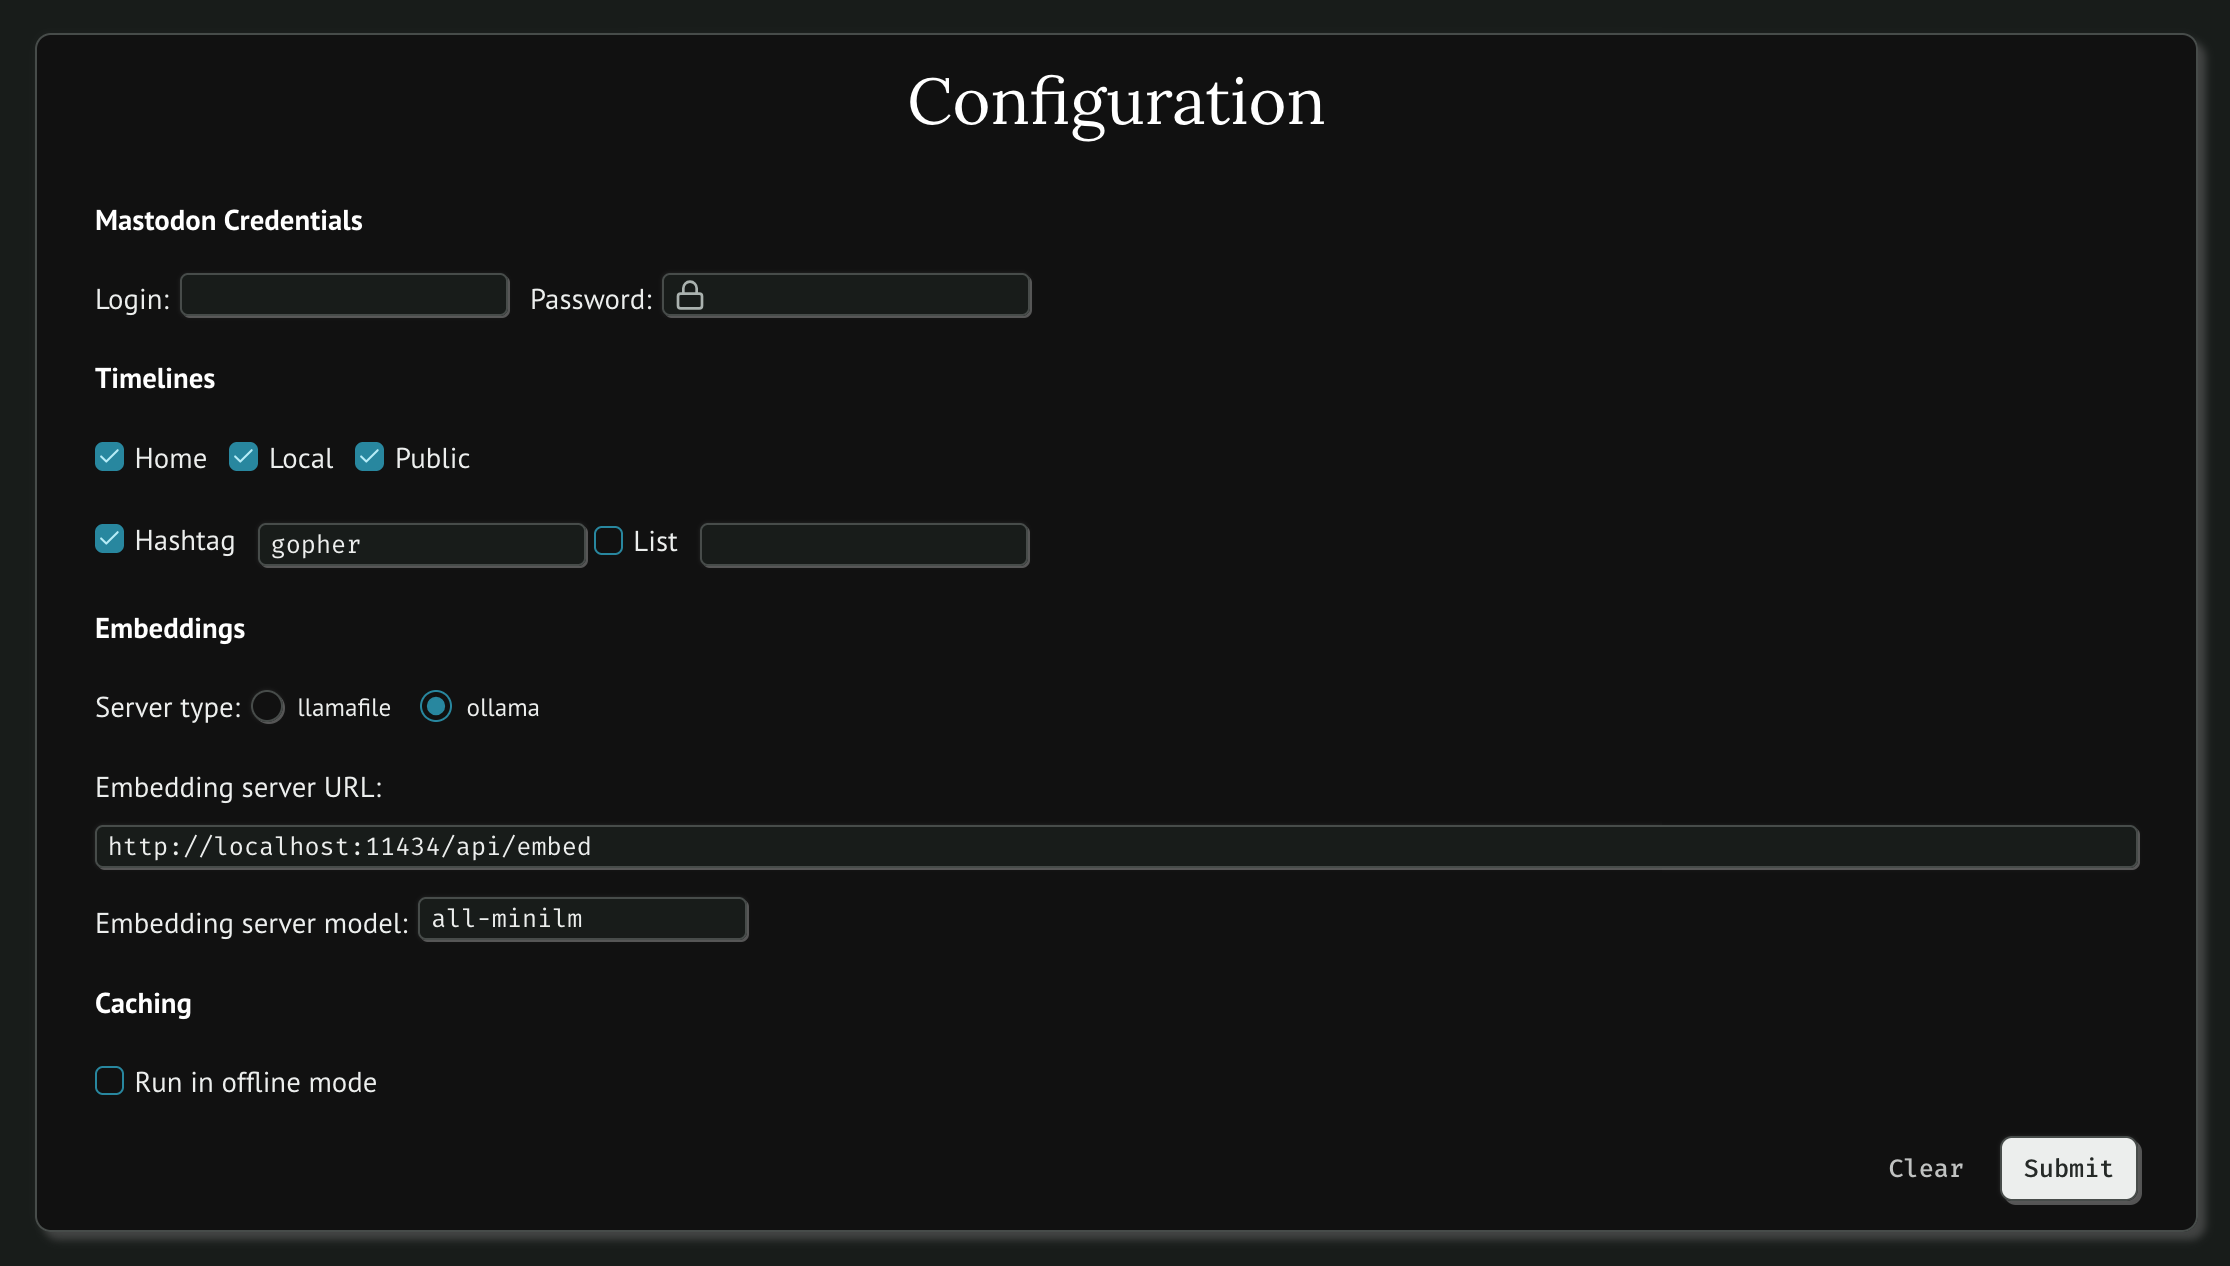 Configuration
Mastodon Credentials
Login: Password:
Timelines
Home Local Public
Hashtag gopher List
Embeddings
Server type: llamafile ollama
Embedding server URL:
http://localhost:11434/api/embed
Embedding server model: all-minilm
Caching
Run in offline mode
Clear Submit